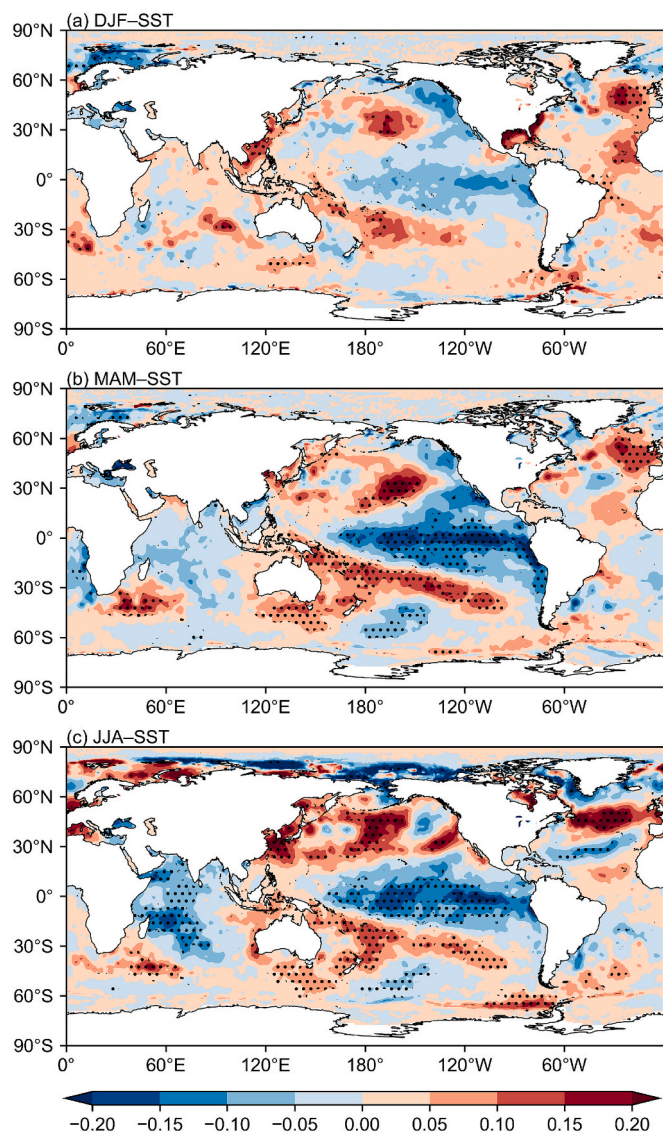 (a) DJF–SST
90°N
60°N
30°N
0°
30°S
60°S
90°S
0° 60°E 120°E 180° 120°W 60°W
(b) MAM–SST
90°N
60°N
30°N
0°
30°S
60°S
90°S
0° 60°E 120°E 180° 120°W 60°W
(c) JJA–SST
90°N
60°N
30°N
0°
30°S
60°S
90°S
0° 60°E 120°E 180° 120°W 60°W
−0.20 −0.15 −0.10 −0.05 0.00 0.05 0.10 0.15 0.20